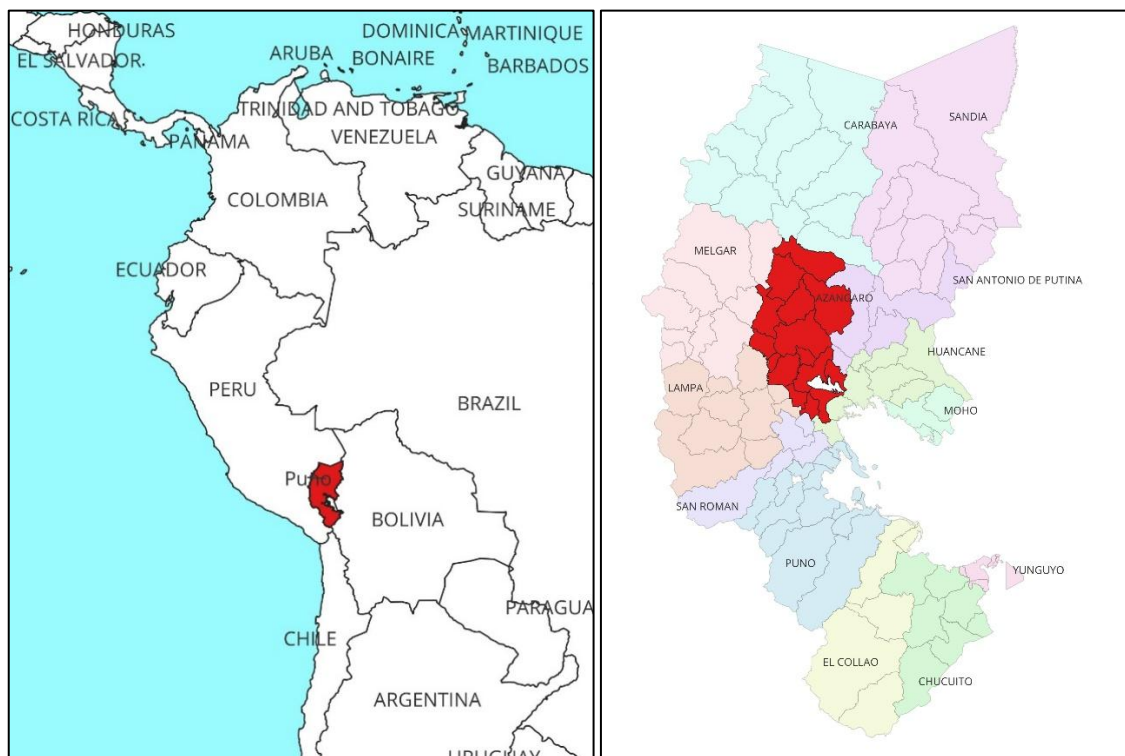 HONDURAS
DOMINICA
MARTINIQUE
EL SALVADOR
ARUBA
BONAIRE
BARBADOS
COSTA RICA
TRINIDAD AND TOBAGO
PANAMA
VENEZUELA
GUYANA
COLOMBIA
SURINAME
ECUADOR
PERU
BRAZIL
Puno
BOLIVIA
PARAGUA
CHILE
ARGENTINA
URUGUAY
CARABAYA
SANDIA
MELGAR
SAN ANTONIO DE PUTINA
AZANGARO
HUANCANE
LAMPA
MOHO
SAN ROMAN
PUNO
YUNGUYO
EL COLLAO
CHUCUITO